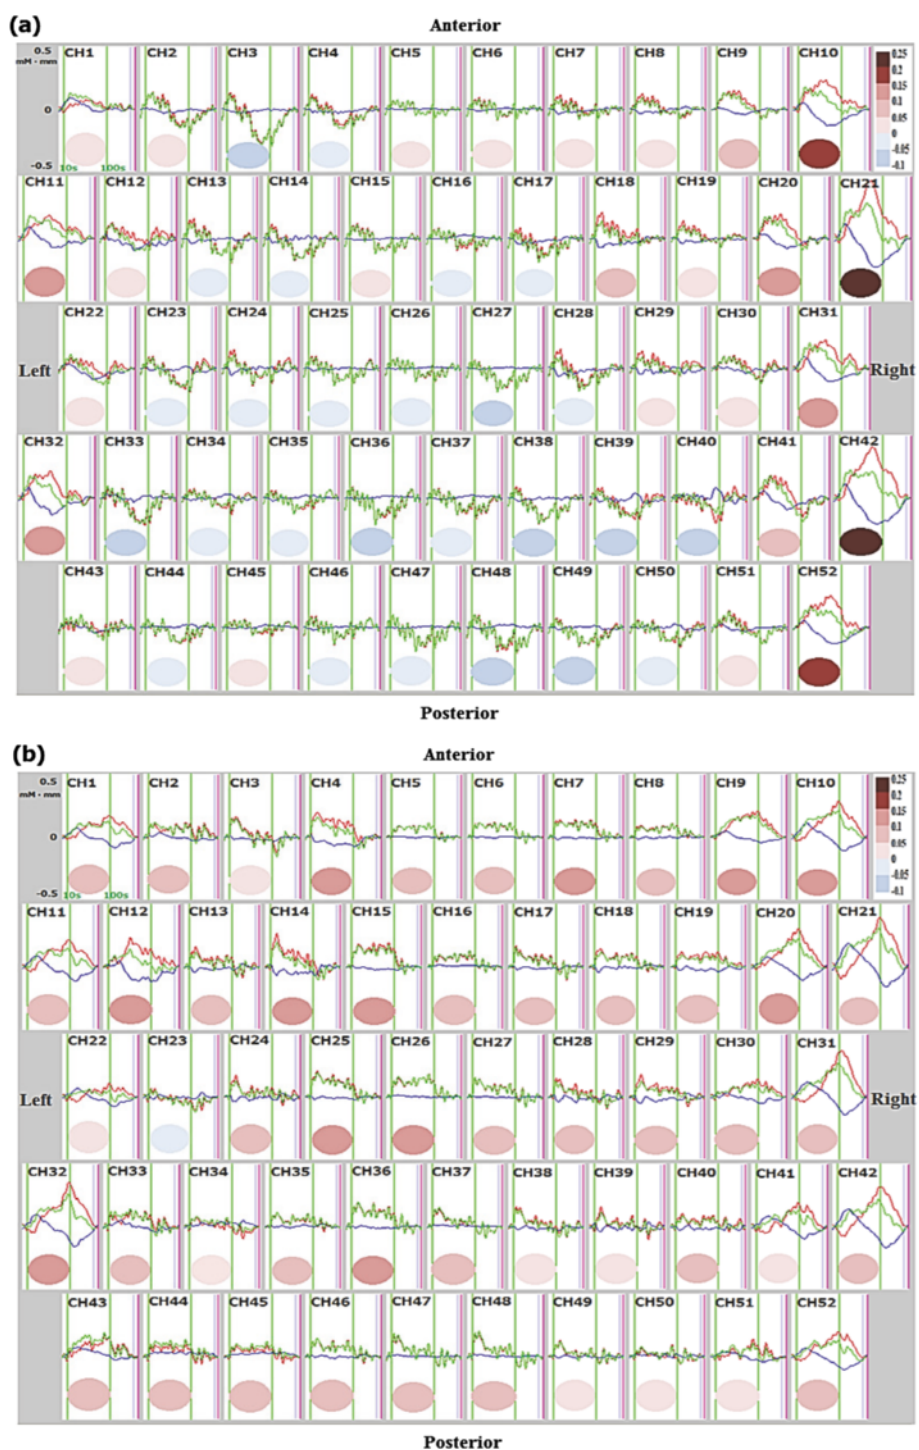 (a)
Anterior
0.5
mM · mm
0
-0.5
10s 100s
CH1 CH2 CH3 CH4 CH5 CH6 CH7 CH8 CH9 CH10
0.25
0.2
0.15
0.1
0.05
0
-0.05
-0.1
CH11 CH12 CH13 CH14 CH15 CH16 CH17 CH18 CH19 CH20 CH21
CH22 CH23 CH24 CH25 CH26 CH27 CH28 CH29 CH30 CH31
Left Right
CH32 CH33 CH34 CH35 CH36 CH37 CH38 CH39 CH40 CH41 CH42
CH43 CH44 CH45 CH46 CH47 CH48 CH49 CH50 CH51 CH52
Posterior
(b)
Anterior
0.5
mM · mm
0
-0.5
10s 100s
CH1 CH2 CH3 CH4 CH5 CH6 CH7 CH8 CH9 CH10
0.25
0.2
0.15
0.1
0.05
0
-0.05
-0.1
CH11 CH12 CH13 CH14 CH15 CH16 CH17 CH18 CH19 CH20 CH21
CH22 CH23 CH24 CH25 CH26 CH27 CH28 CH29 CH30 CH31
Left Right
CH32 CH33 CH34 CH35 CH36 CH37 CH38 CH39 CH40 CH41 CH42
CH43 CH44 CH45 CH46 CH47 CH48 CH49 CH50 CH51 CH52
Posterior